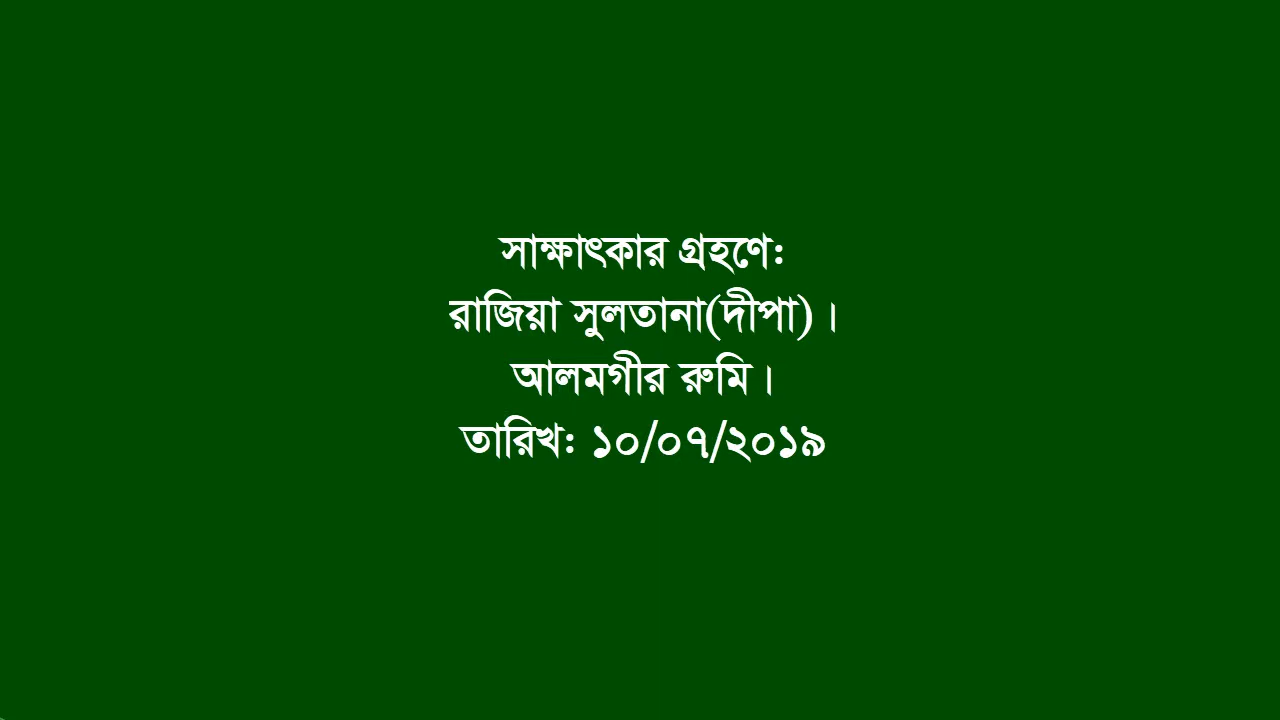 সাক্ষাৎকার গ্রহণে:
রাজিয়া সুলতানা(দীপা)।
আলমগীর রুমি।
তারিখ: ১০/০৭/২০১৯